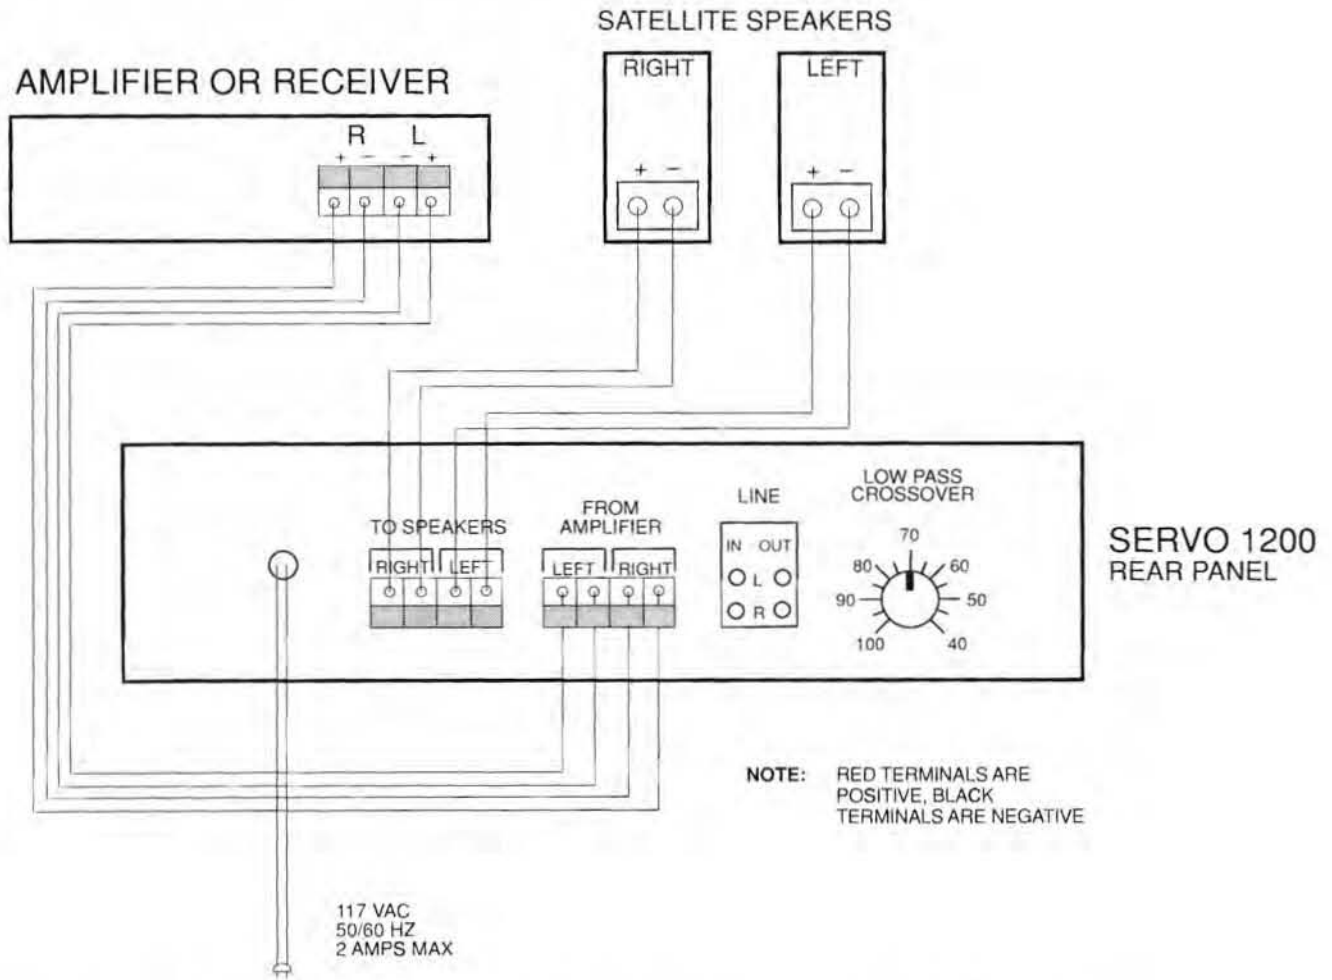 SATELLITE SPEAKERS
RIGHT
LEFT
+ −
+ −
AMPLIFIER OR RECEIVER
R L
+ − − +
TO SPEAKERS
RIGHT LEFT
FROM
AMPLIFIER
LEFT RIGHT
LINE
IN OUT
L
R
LOW PASS
CROSSOVER
70
80 60
90 50
100 40
SERVO 1200
REAR PANEL
NOTE: RED TERMINALS ARE
POSITIVE, BLACK
TERMINALS ARE NEGATIVE
117 VAC
50/60 HZ
2 AMPS MAX